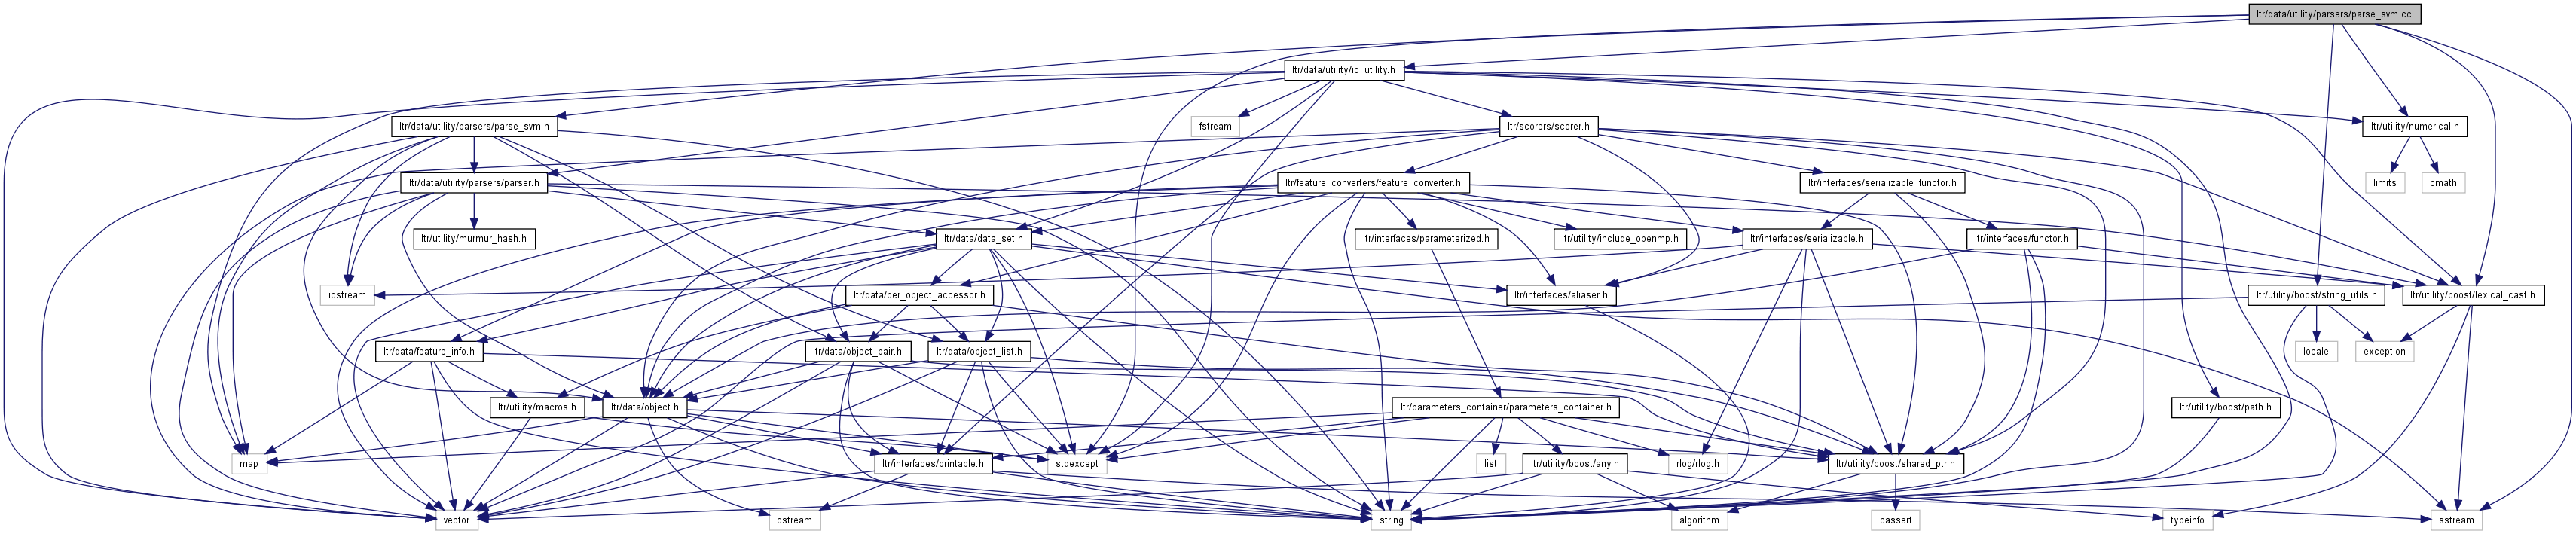 ltr/data/utility/parsers/parse_svm.cc
ltr/data/utility/io_utility.h
ltr/data/utility/parsers/parse_svm.h
fstream
ltr/scorers/scorer.h
ltr/utility/numerical.h
ltr/data/utility/parsers/parser.h
ltr/feature_converters/feature_converter.h
ltr/interfaces/serializable_functor.h
limits
cmath
ltr/utility/murmur_hash.h
ltr/data/data_set.h
ltr/interfaces/parameterized.h
ltr/utility/include_openmp.h
ltr/interfaces/serializable.h
ltr/interfaces/functor.h
iostream
ltr/data/per_object_accessor.h
ltr/interfaces/aliaser.h
ltr/utility/boost/string_utils.h
ltr/utility/boost/lexical_cast.h
ltr/data/feature_info.h
ltr/data/object_pair.h
ltr/data/object_list.h
locale
exception
ltr/utility/macros.h
ltr/data/object.h
ltr/parameters_container/parameters_container.h
ltr/utility/boost/path.h
map
ltr/interfaces/printable.h
stdexcept
list
ltr/utility/boost/any.h
rlog/rlog.h
ltr/utility/boost/shared_ptr.h
vector
ostream
string
algorithm
cassert
typeinfo
sstream